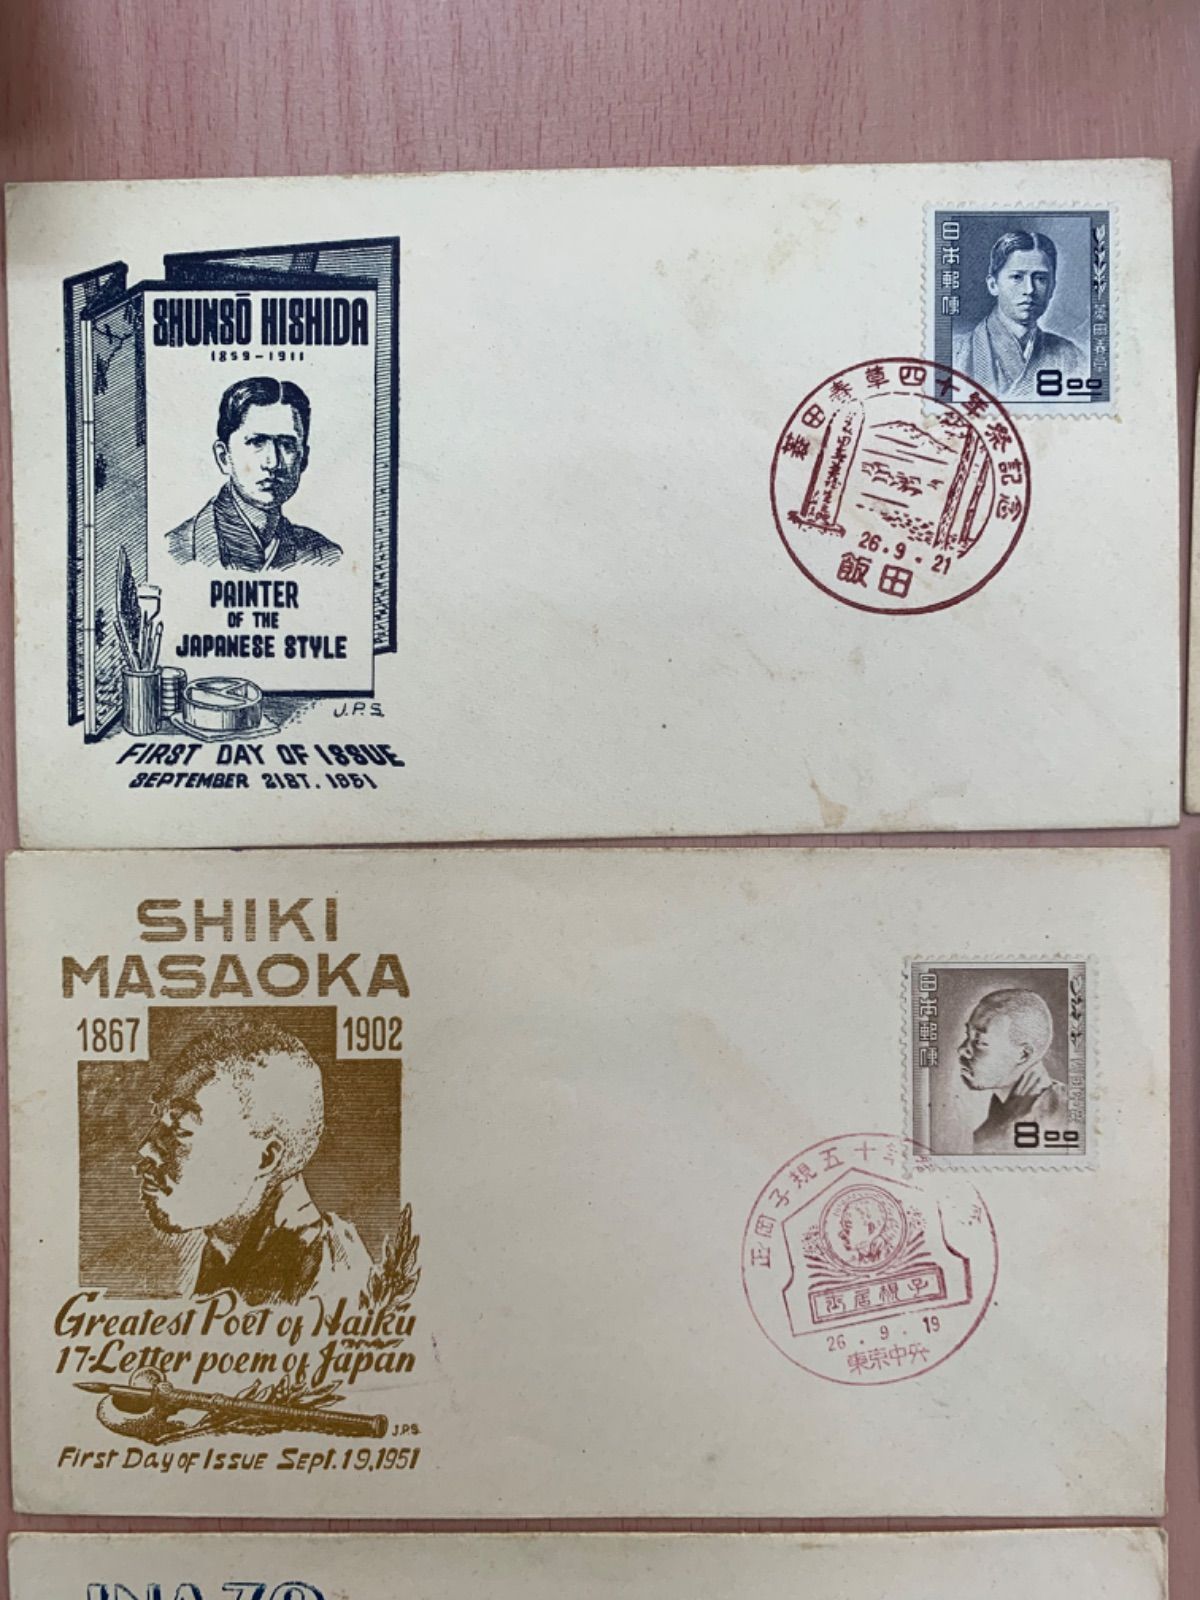 SHUNSŌ HISHIDA
1859-1911
PAINTER
OF THE
JAPANESE STYLE
J.P.S.
FIRST DAY OF ISSUE
SEPTEMBER 21ST. 1951
日本郵便
菱田春草
8.00
菱田春草四十年祭記念
26.9.21
飯田
SHIKI
MASAOKA
1867 1902
Greatest Poet of Haikū
17-Letter poem of Japan
J.P.S.
First Day of Issue Sept. 19, 1951
日本郵便
8.00
正岡子規五十年
子規居士
26.9.19
東京中央
INAZO